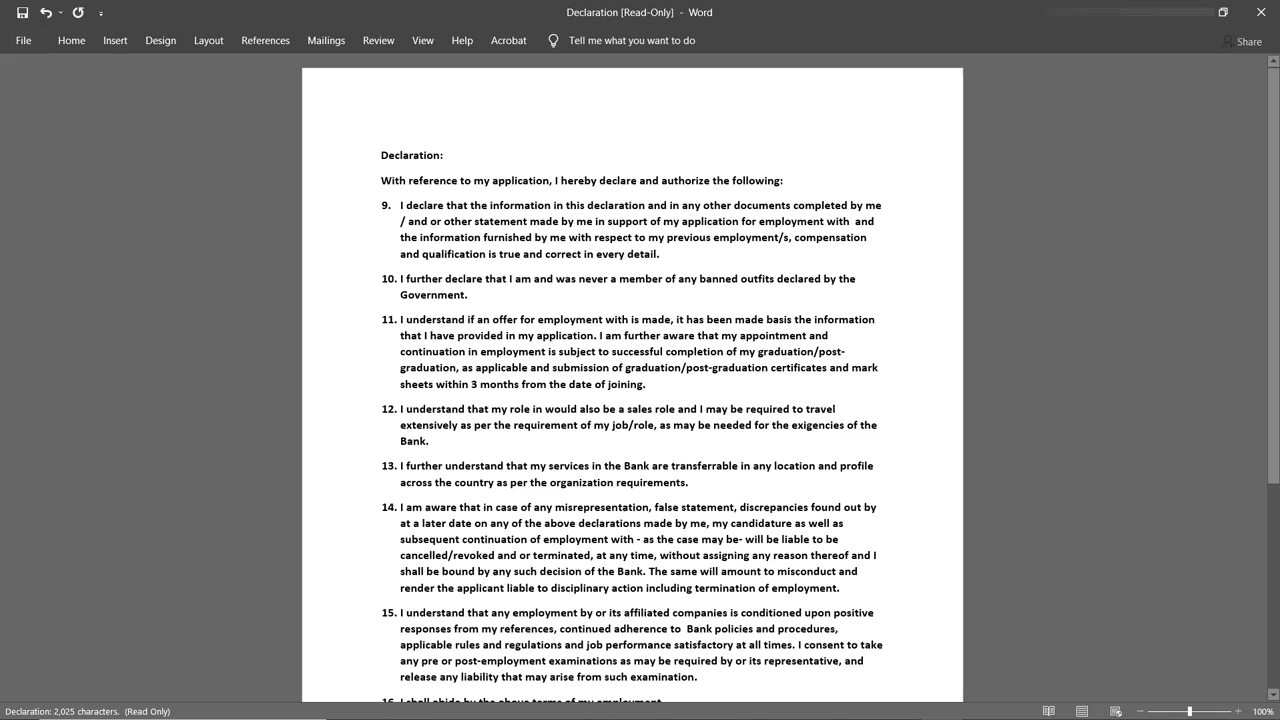 Declaration [Read-Only] - Word
File Home Insert Design Layout References Mailings Review View Help Acrobat Tell me what you want to do Share
Declaration:
With reference to my application, I hereby declare and authorize the following:
9. I declare that the information in this declaration and in any other documents completed by me
/ and or other statement made by me in support of my application for employment with  and
the information furnished by me with respect to my previous employment/s, compensation
and qualification is true and correct in every detail.
10. I further declare that I am and was never a member of any banned outfits declared by the
Government.
11. I understand if an offer for employment with is made, it has been made basis the information
that I have provided in my application. I am further aware that my appointment and
continuation in employment is subject to successful completion of my graduation/post-
graduation, as applicable and submission of graduation/post-graduation certificates and mark
sheets within 3 months from the date of joining.
12. I understand that my role in would also be a sales role and I may be required to travel
extensively as per the requirement of my job/role, as may be needed for the exigencies of the
Bank.
13. I further understand that my services in the Bank are transferrable in any location and profile
across the country as per the organization requirements.
14. I am aware that in case of any misrepresentation, false statement, discrepancies found out by
at a later date on any of the above declarations made by me, my candidature as well as
subsequent continuation of employment with - as the case may be- will be liable to be
cancelled/revoked and or terminated, at any time, without assigning any reason thereof and I
shall be bound by any such decision of the Bank. The same will amount to misconduct and
render the applicant liable to disciplinary action including termination of employment.
15. I understand that any employment by or its affiliated companies is conditioned upon positive
responses from my references, continued adherence to  Bank policies and procedures,
applicable rules and regulations and job performance satisfactory at all times. I consent to take
any pre or post-employment examinations as may be required by or its representative, and
release any liability that may arise from such examination.
16. I shall abide by the above terms of my employment.
Declaration: 2,025 characters. (Read Only) 100%